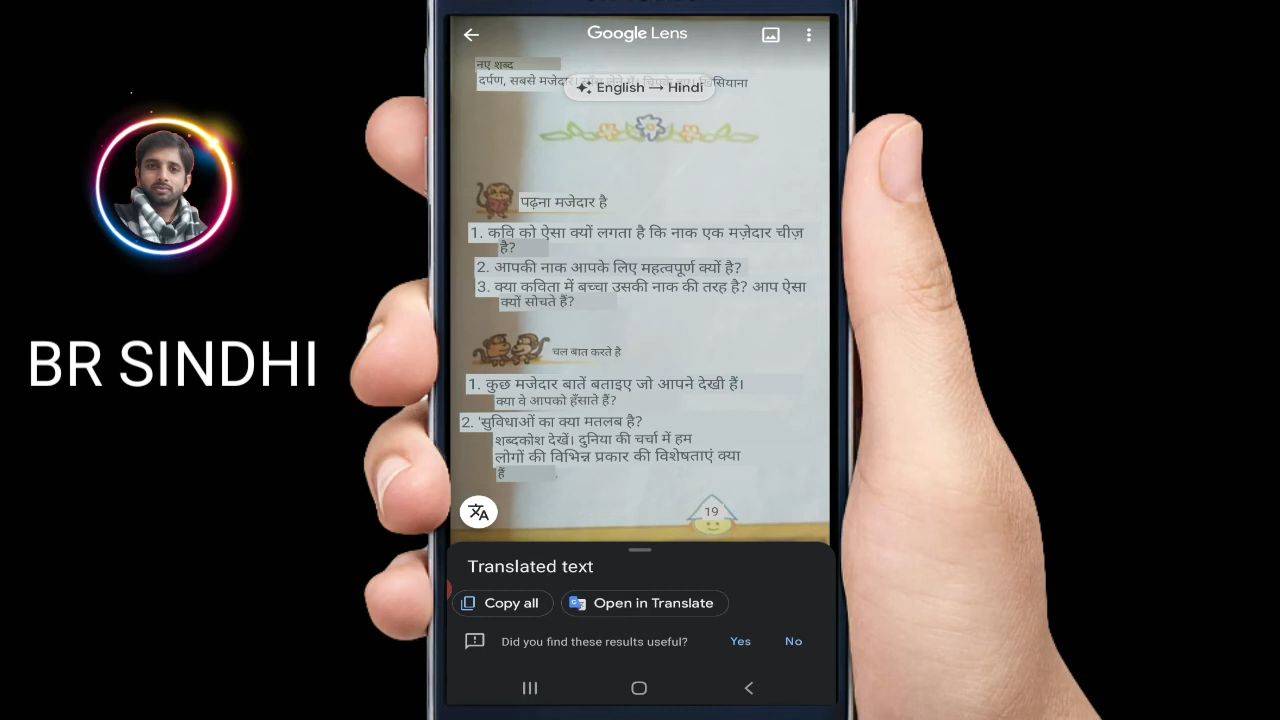 Google Lens
नए शब्द
दर्पण, सबसे मजेदार
सियाना
English → Hindi
पढ़ना मजेदार है
1. कवि को ऐसा क्यों लगता है कि नाक एक मज़ेदार चीज़
है?
2. आपकी नाक आपके लिए महत्वपूर्ण क्यों है?
3. क्या कविता में बच्चा उसकी नाक की तरह है? आप ऐसा
क्यों सोचते हैं?
चल बात करते है
1. कुछ मजेदार बातें बताइए जो आपने देखी हैं।
क्या वे आपको हँसाते हैं?
2. 'सुविधाओं का क्या मतलब है?
शब्दकोश देखें। दुनिया की चर्चा में हम
लोगों की विभिन्न प्रकार की विशेषताएं क्या
हैं
19
BR SINDHI
Translated text
Copy all
Open in Translate
Did you find these results useful? Yes No